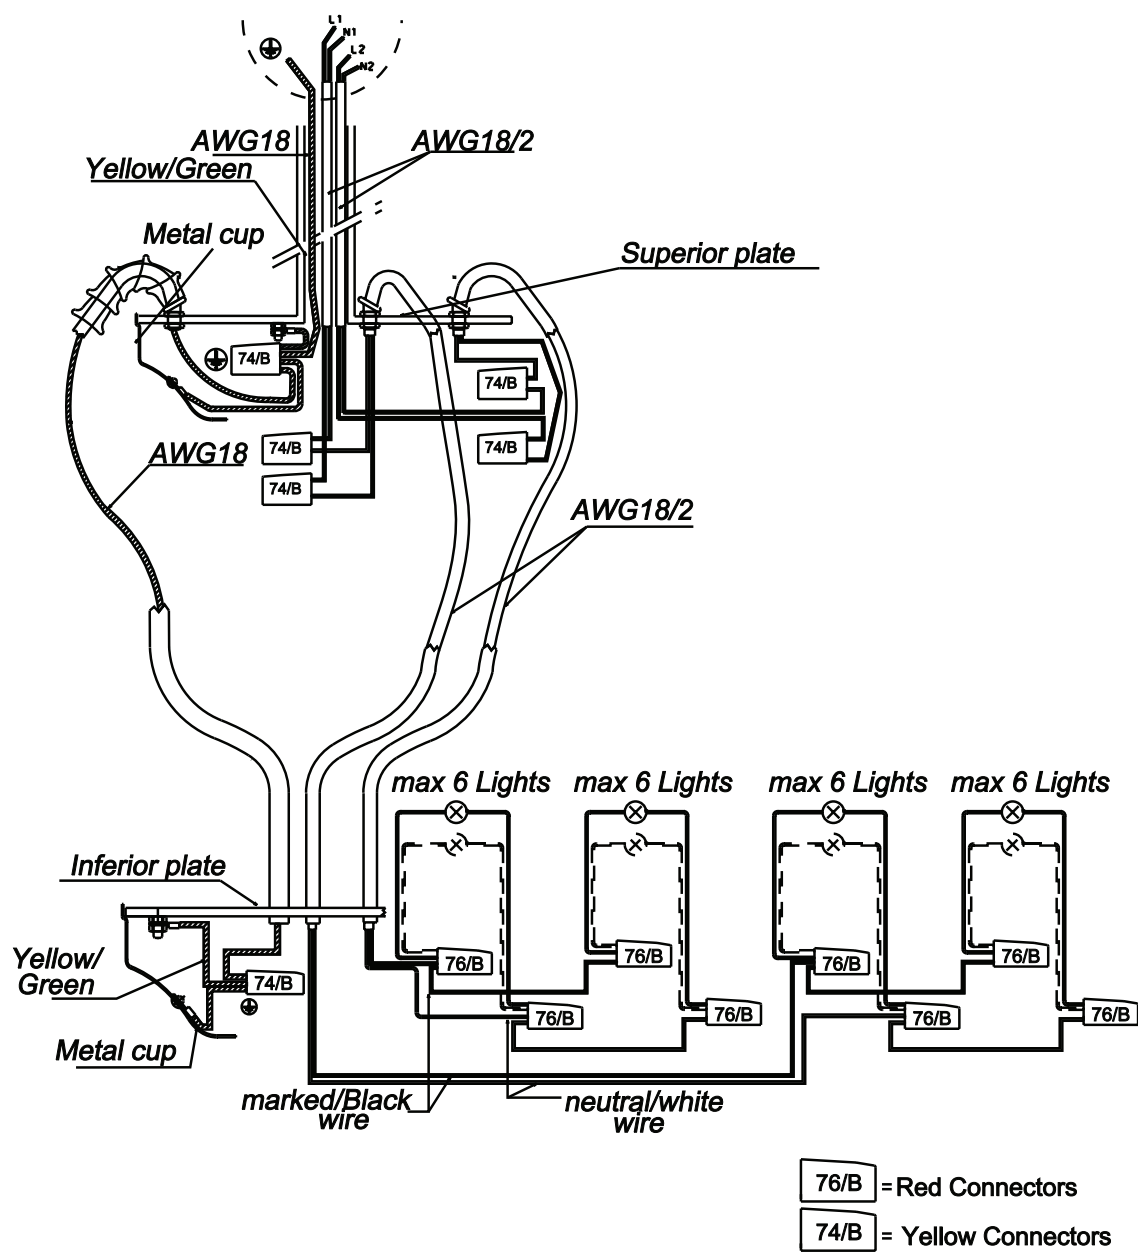 L1
N1
L2
N2
AWG18
AWG18/2
Yellow/Green
Metal cup
Superior plate
74/B
74/B
74/B
74/B
74/B
AWG18
AWG18/2
max 6 Lights
max 6 Lights
max 6 Lights
max 6 Lights
Inferior plate
Yellow/
Green
74/B
76/B
76/B
76/B
76/B
76/B
76/B
76/B
76/B
Metal cup
marked/Black
wire
neutral/white
wire
76/B = Red Connectors
74/B = Yellow Connectors